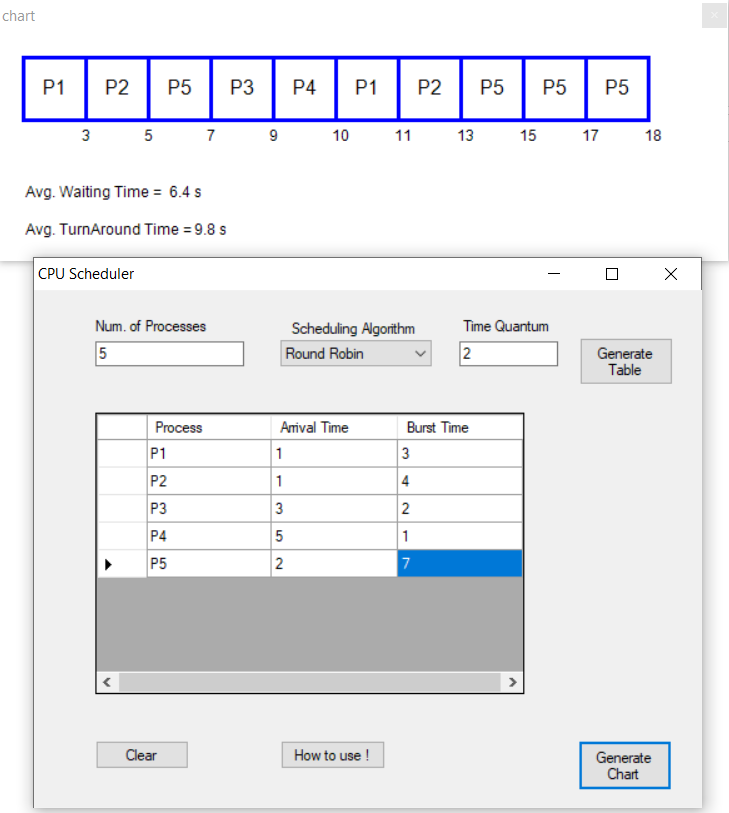 chart
P1 P2 P5 P3 P4 P1 P2 P5 P5 P5
3 5 7 9 10 11 13 15 17 18
Avg. Waiting Time = 6.4 s
Avg. TurnAround Time = 9.8 s
CPU Scheduler
Num. of Processes Scheduling Algorithm Time Quantum
5 Round Robin 2
Generate
Table
Process Arrival Time Burst Time
P1 1 3
P2 1 4
P3 3 2
P4 5 1
P5 2 7
Clear How to use !
Generate
Chart